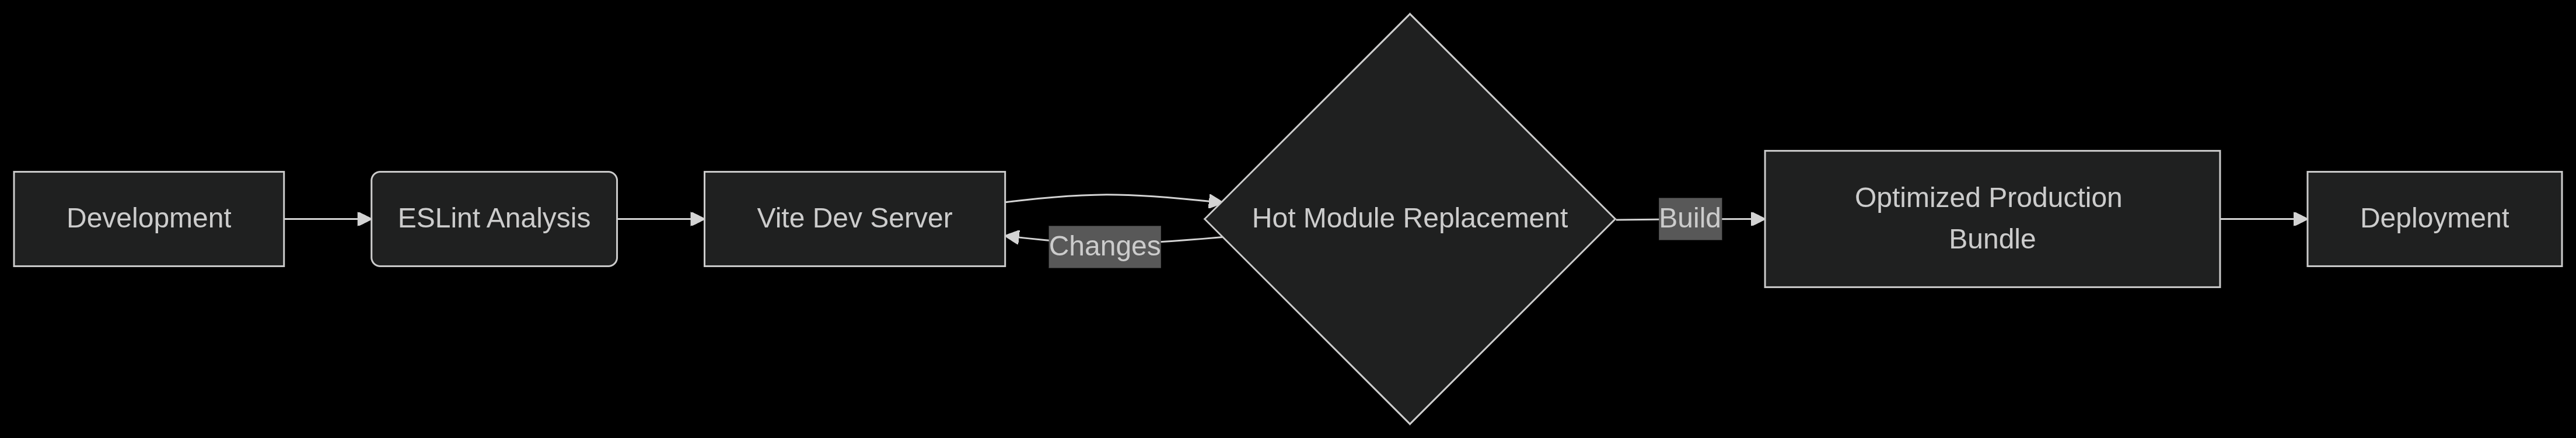 Development
ESLint Analysis
Vite Dev Server
Changes
Hot Module Replacement
Build
Optimized Production
Bundle
Deployment